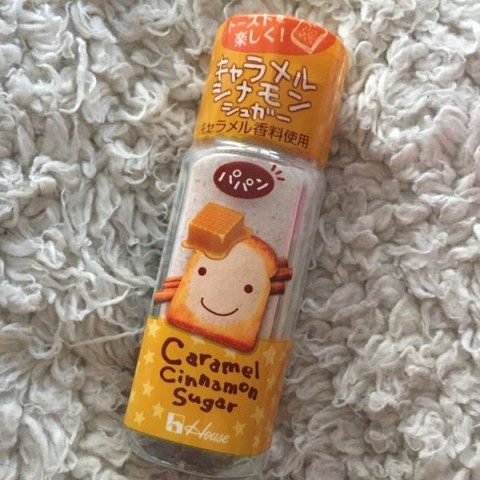 トーストを
楽しく!
キャラメル
シナモン
シュガー
キャラメル香料使用
パパン
Caramel
Cinnamon
Sugar
House